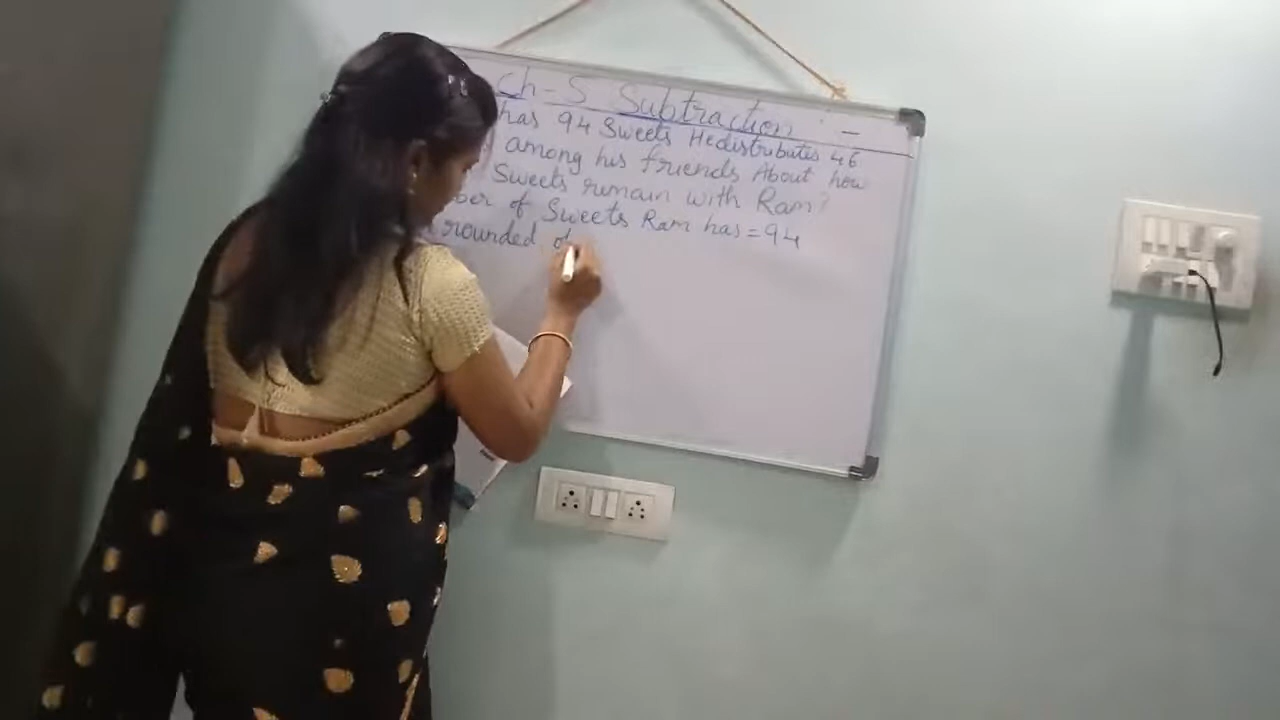 Ch-5 Subtraction :-
has 94 Sweets He distributes 46
among his friends About how
Sweets remain with Ram?
ber of Sweets Ram has = 94
rounded of